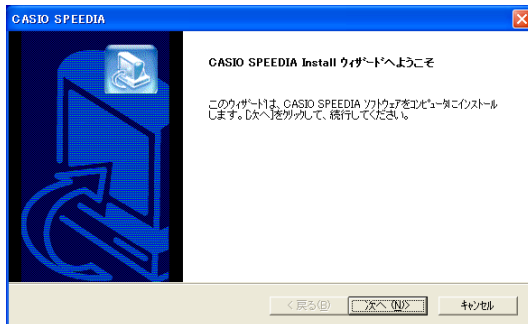 CASIO SPEEDIA
CASIO SPEEDIA Install ウィザードへようこそ
このウィザードは、CASIO SPEEDIA ソフトウェアをコンピュータにインストール
します。[次へ]をクリックして、続行してください。
< 戻る(B)
次へ (N)>
キャンセル